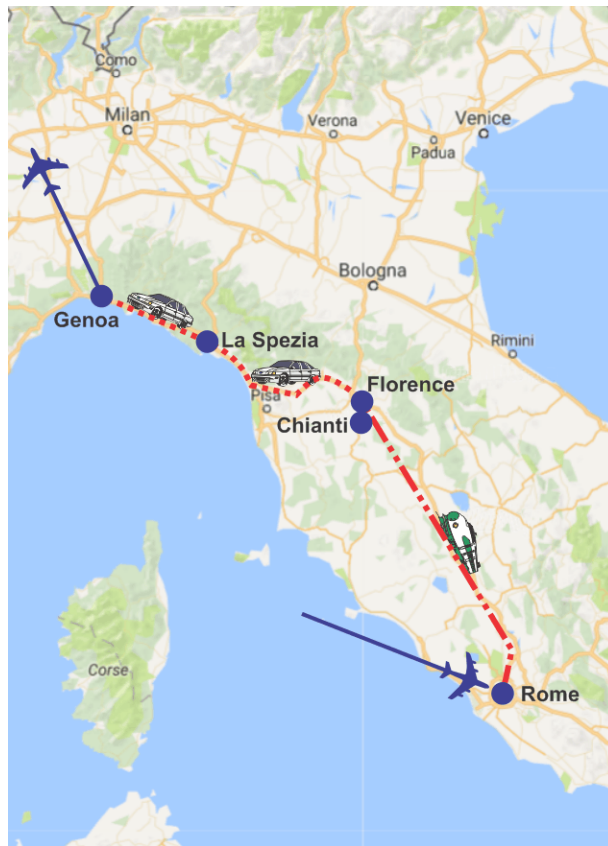 Como
Milan
Verona
Venice
Padua
Bologna
Genoa
La Spezia
Rimini
Florence
Pisa
Chianti
Corse
Rome